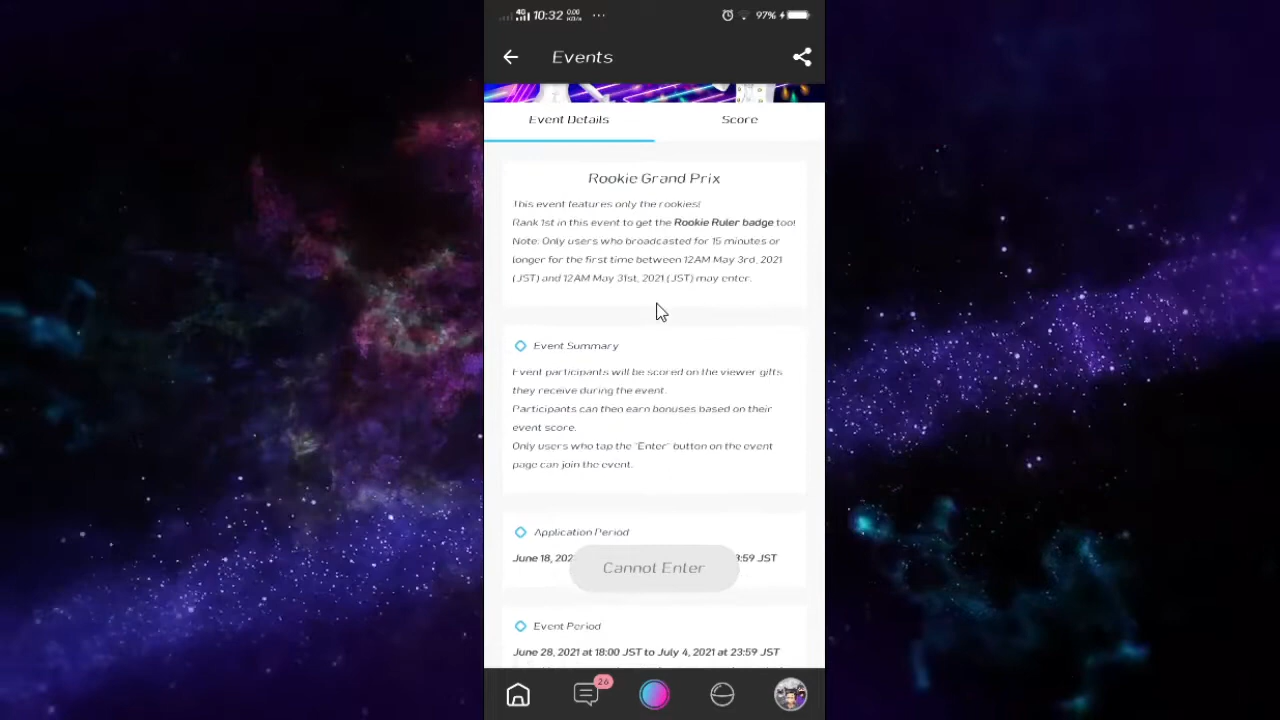 4G 10:32 0.00 KB/s ... 97%
Events
Event Details Score
Rookie Grand Prix
This event features only the rookies!
Rank 1st in this event to get the Rookie Ruler badge too!
Note: Only users who broadcasted for 15 minutes or
longer for the first time between 12AM May 3rd, 2021
(JST) and 12AM May 31st, 2021 (JST) may enter.
Event Summary
Event participants will be scored on the viewer gifts
they receive during the event.
Participants can then earn bonuses based on their
event score.
Only users who tap the "Enter" button on the event
page can join the event.
Application Period
June 18, 202 3:59 JST
Cannot Enter
Event Period
June 28, 2021 at 18:00 JST to July 4, 2021 at 23:59 JST
26